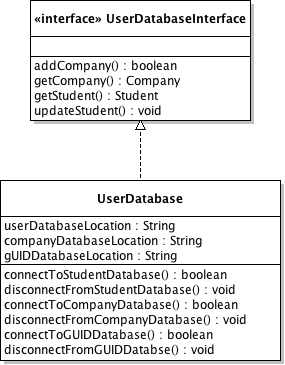 «interface» UserDatabaseInterface
addCompany() : boolean
getCompany() : Company
getStudent() : Student
updateStudent() : void
UserDatabase
userDatabaseLocation : String
companyDatabaseLocation : String
gUIDDatabaseLocation : String
connectToStudentDatabase() : boolean
disconnectFromStudentDatabase() : void
connectToCompanyDatabase() : boolean
disconnectFromCompanyDatabase() : void
connectToGUIDDatabase() : boolean
disconnectFromGUIDDatabse() : void